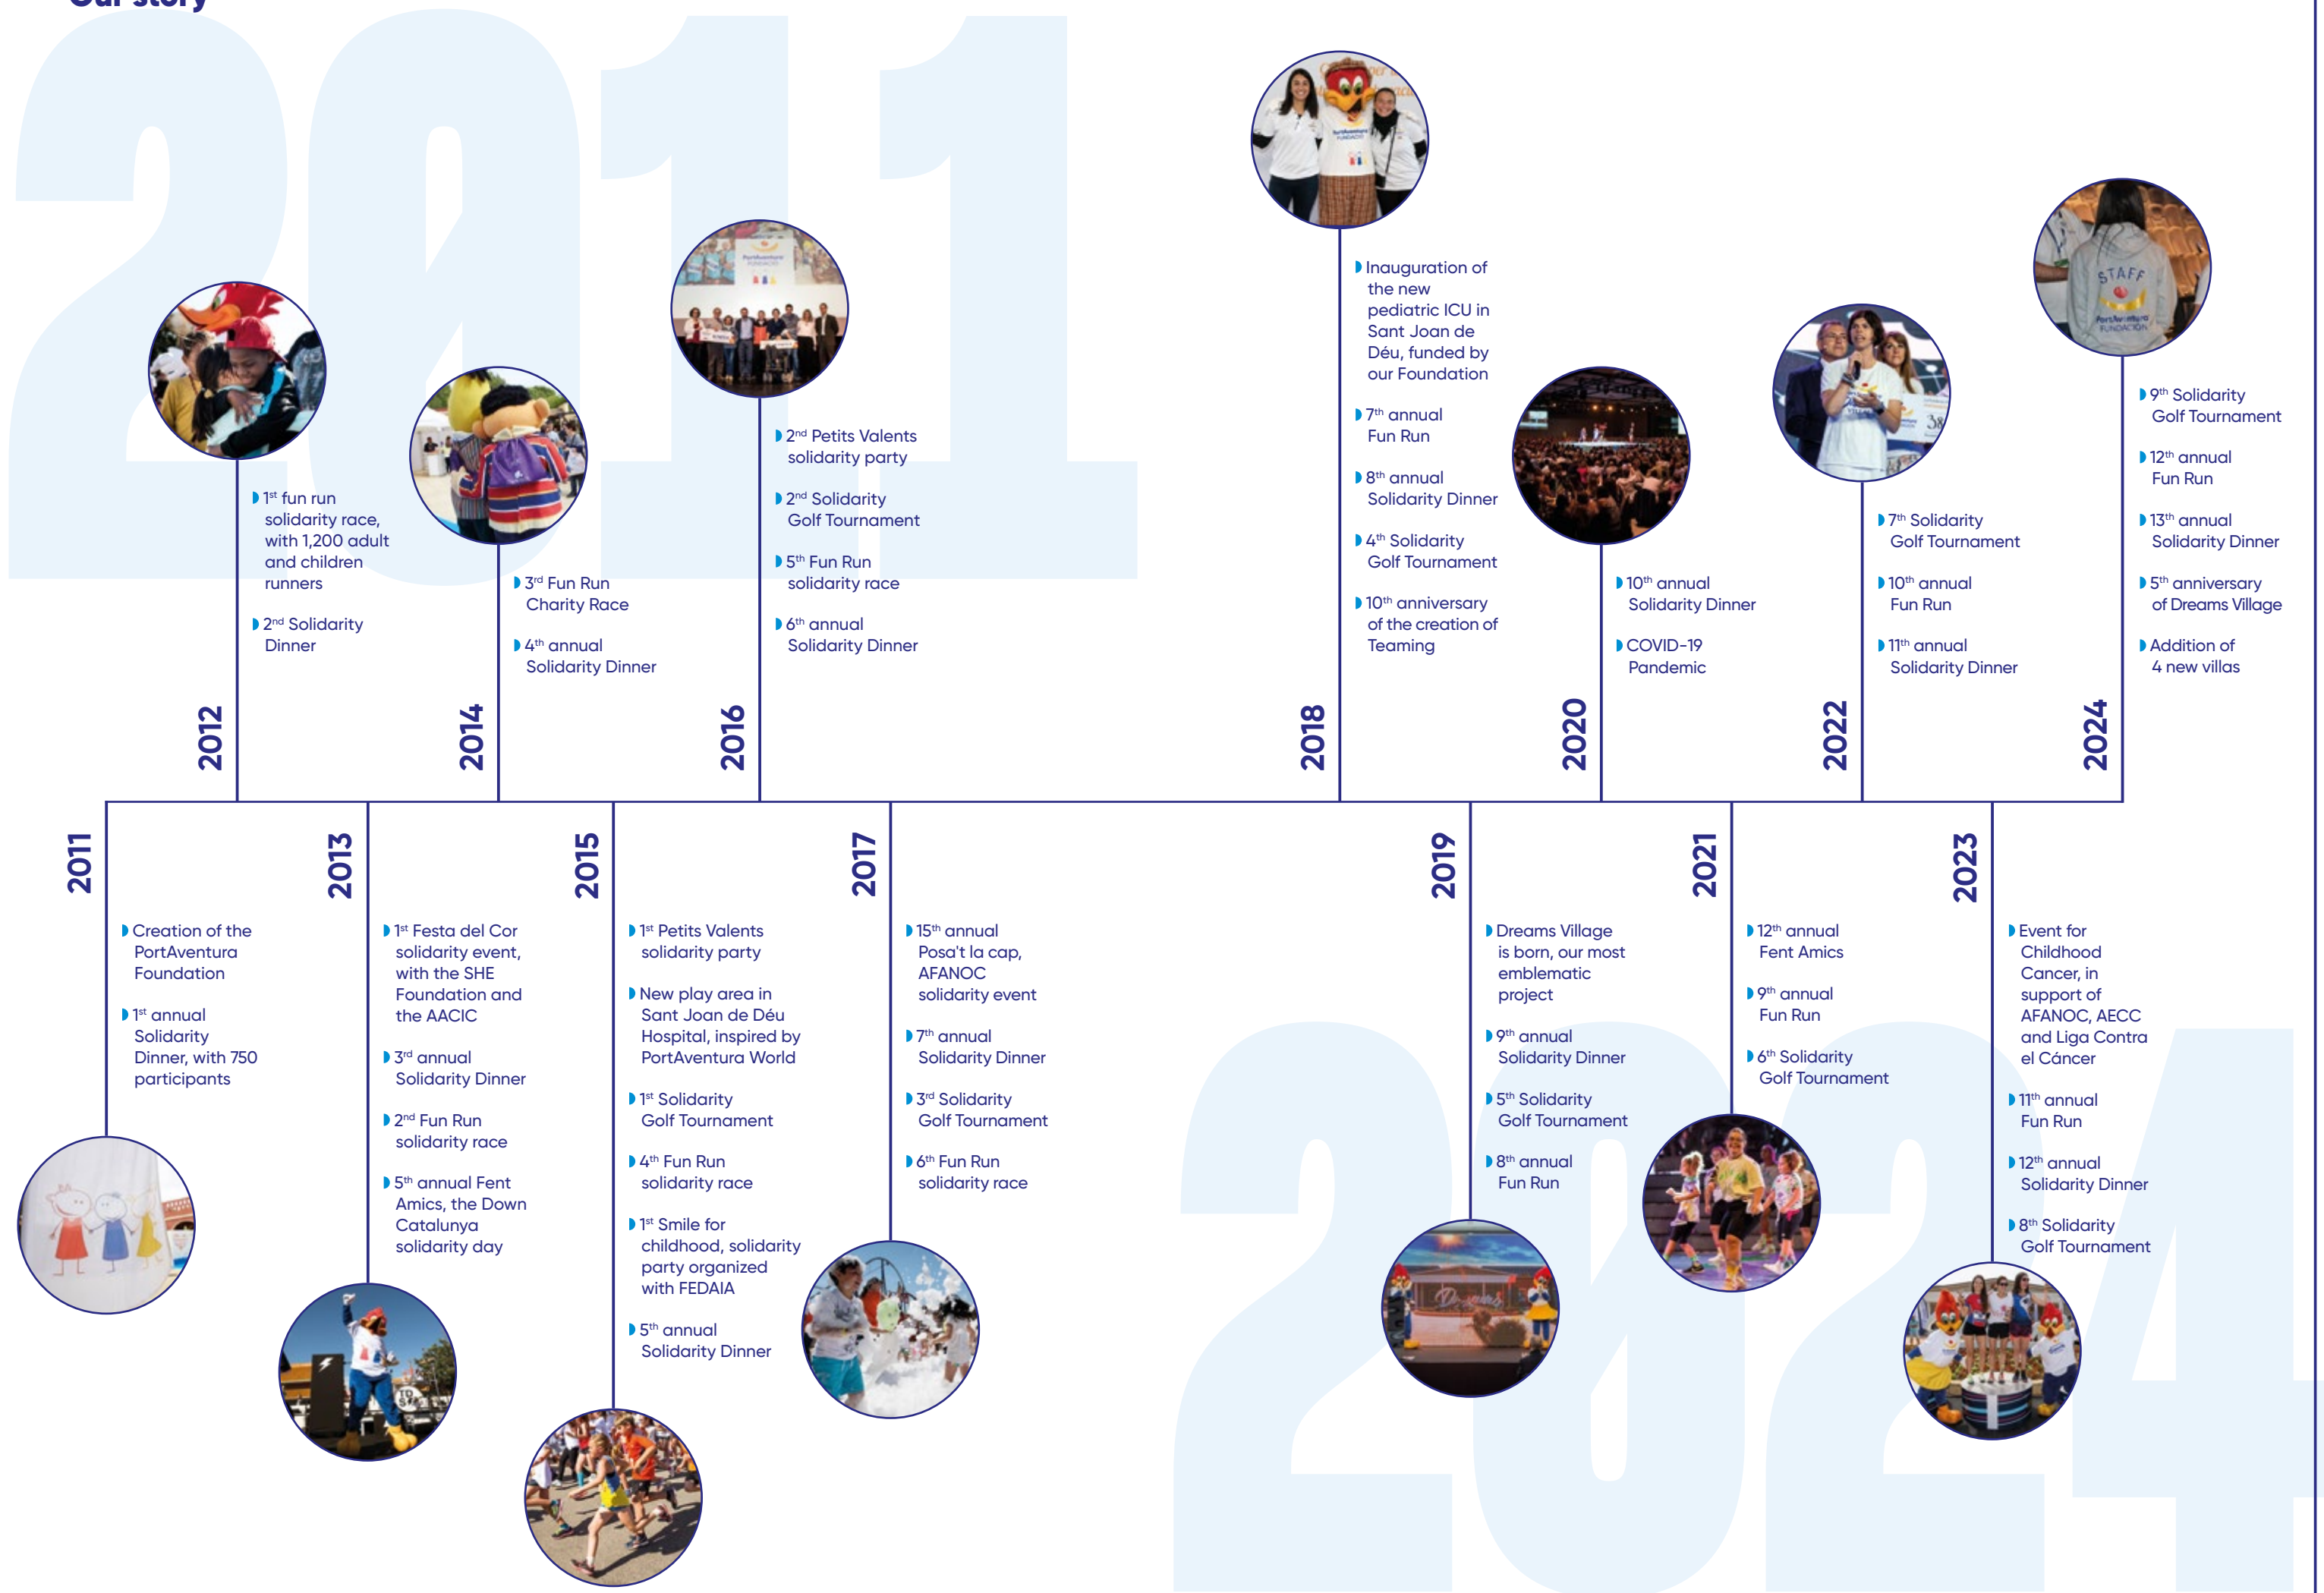 Our story
2011
2012
1st fun run
solidarity race,
with 1,200 adult
and children
runners
2nd Solidarity
Dinner
2014
3rd Fun Run
Charity Race
4th annual
Solidarity Dinner
2016
2nd Petits Valents
solidarity party
2nd Solidarity
Golf Tournament
5th Fun Run
solidarity race
6th annual
Solidarity Dinner
2018
Inauguration of
the new
pediatric ICU in
Sant Joan de
Déu, funded by
our Foundation
7th annual
Fun Run
8th annual
Solidarity Dinner
4th Solidarity
Golf Tournament
10th anniversary
of the creation of
Teaming
2020
10th annual
Solidarity Dinner
COVID-19
Pandemic
2022
7th Solidarity
Golf Tournament
10th annual
Fun Run
11th annual
Solidarity Dinner
2024
STAFF
PortAventura
FUNDACIÓN
9th Solidarity
Golf Tournament
12th annual
Fun Run
13th annual
Solidarity Dinner
5th anniversary
of Dreams Village
Addition of
4 new villas
2011
Creation of the
PortAventura
Foundation
1st annual
Solidarity
Dinner, with 750
participants
2013
1st Festa del Cor
solidarity event,
with the SHE
Foundation and
the AACIC
3rd annual
Solidarity Dinner
2nd Fun Run
solidarity race
5th annual Fent
Amics, the Down
Catalunya
solidarity day
2015
1st Petits Valents
solidarity party
New play area in
Sant Joan de Déu
Hospital, inspired by
PortAventura World
1st Solidarity
Golf Tournament
4th Fun Run
solidarity race
1st Smile for
childhood, solidarity
party organized
with FEDAIA
5th annual
Solidarity Dinner
2017
15th annual
Posa't la cap,
AFANOC
solidarity event
7th annual
Solidarity Dinner
3rd Solidarity
Golf Tournament
6th Fun Run
solidarity race
2019
Dreams Village
is born, our most
emblematic
project
9th annual
Solidarity Dinner
5th Solidarity
Golf Tournament
8th annual
Fun Run
2021
12th annual
Fent Amics
9th annual
Fun Run
6th Solidarity
Golf Tournament
2023
Event for
Childhood
Cancer, in
support of
AFANOC, AECC
and Liga Contra
el Cáncer
11th annual
Fun Run
12th annual
Solidarity Dinner
8th Solidarity
Golf Tournament
2024